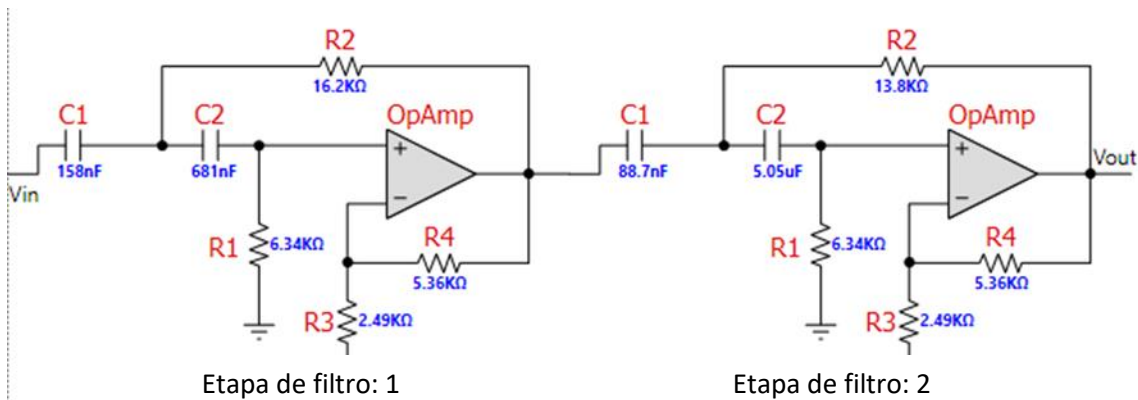 R2
16.2KΩ
C1
158nF
C2
681nF
OpAmp
+
−
Vin
R1
6.34KΩ
R4
5.36KΩ
R3
2.49KΩ
R2
13.8KΩ
C1
88.7nF
C2
5.05uF
OpAmp
+
−
Vout
R1
6.34KΩ
R4
5.36KΩ
R3
2.49KΩ
Etapa de filtro: 1
Etapa de filtro: 2